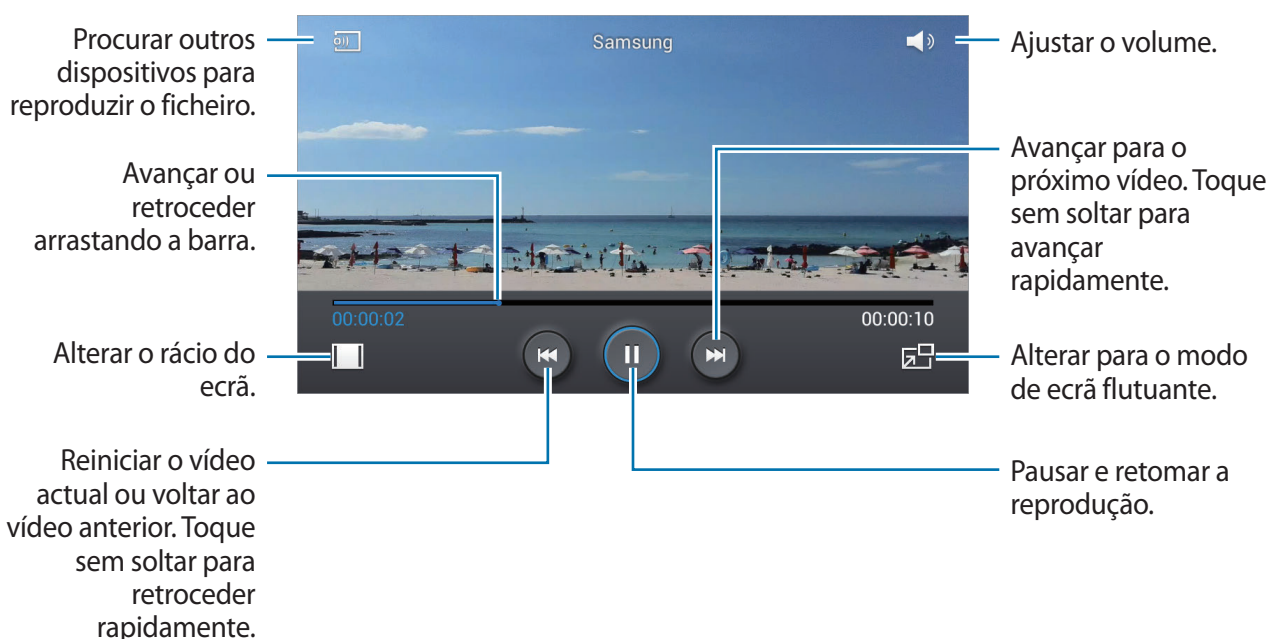 Procurar outros
dispositivos para
reproduzir o ficheiro.
Samsung
Ajustar o volume.
Avançar ou
retroceder
arrastando a barra.
Avançar para o
próximo vídeo. Toque
sem soltar para
avançar
rapidamente.
00:00:02
00:00:10
Alterar o rácio do
ecrã.
Alterar para o modo
de ecrã flutuante.
Reiniciar o vídeo
actual ou voltar ao
vídeo anterior. Toque
sem soltar para
retroceder
rapidamente.
Pausar e retomar a
reprodução.